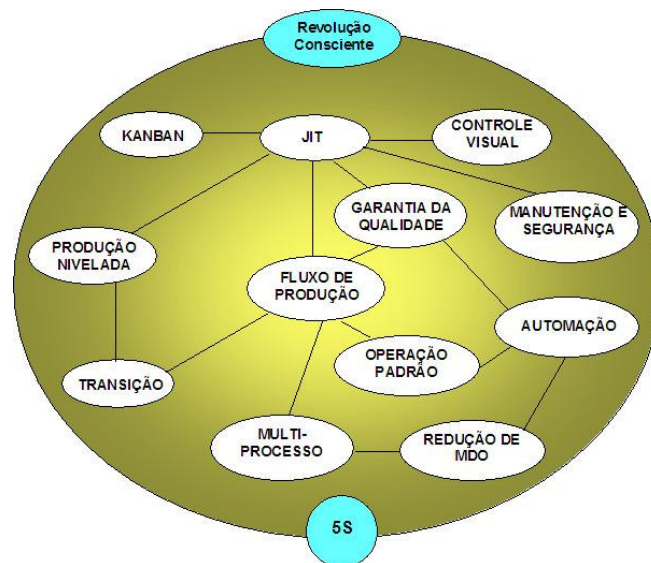 Revolução
Consciente
KANBAN
JIT
CONTROLE
VISUAL
GARANTIA DA
QUALIDADE
MANUTENÇÃO E
SEGURANÇA
PRODUÇÃO
NIVELADA
FLUXO DE
PRODUÇÃO
AUTOMAÇÃO
OPERAÇÃO
PADRÃO
TRANSIÇÃO
MULTI-
PROCESSO
REDUÇÃO DE
MDO
5S